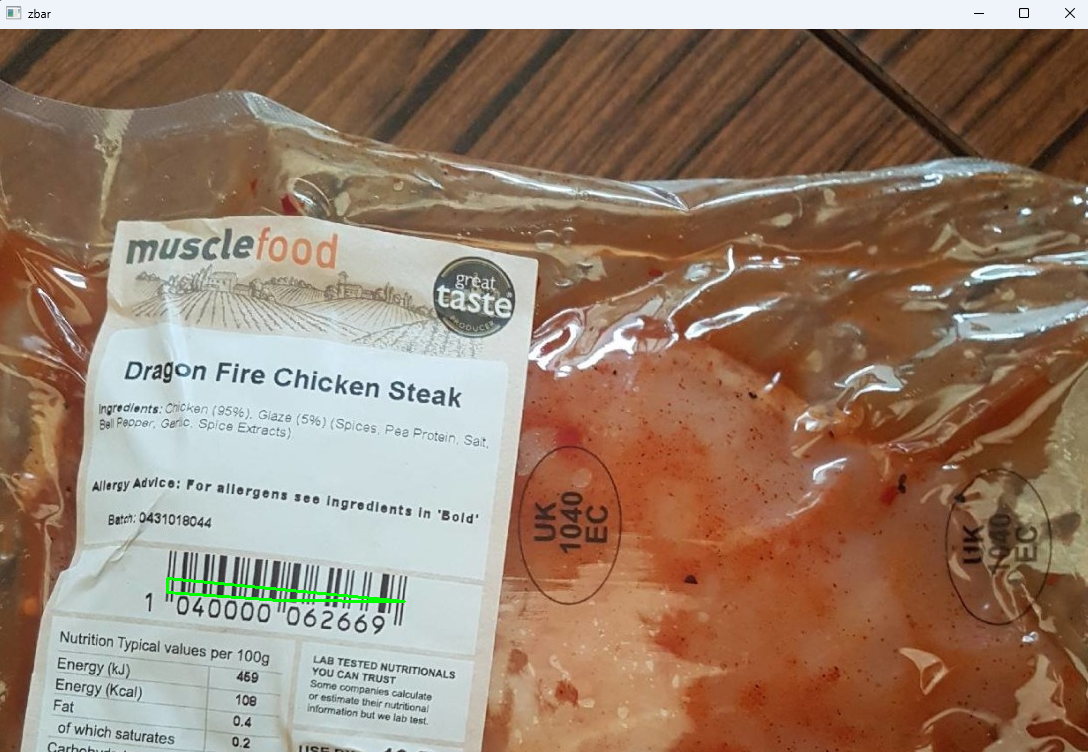 zbar
musclefood
great
taste
PRODUCER
Dragon Fire Chicken Steak
Ingredients: Chicken (95%), Glaze (5%) (Spices, Pea Protein, Salt,
Bell Pepper, Garlic, Spice Extracts)
Allergy Advice: For allergens see ingredients in 'Bold'
Batch: 0431018044
1 040000 062669
Nutrition Typical values per 100g
Energy (kJ) 459
Energy (Kcal) 108
Fat 0.4
of which saturates 0.2
LAB TESTED NUTRITIONALS
YOU CAN TRUST
Some companies calculate
or estimate their nutritional
information but we lab test.
UK
1040
EC
UK
1040
EC